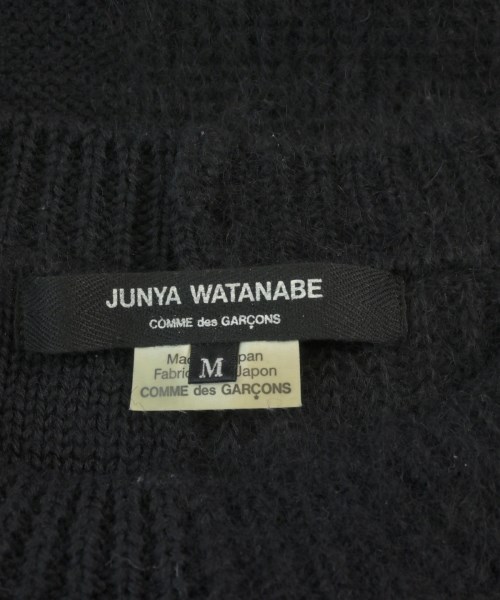 JUNYA WATANABE
COMME des GARÇONS
M
Japon
COMME des GARÇONS